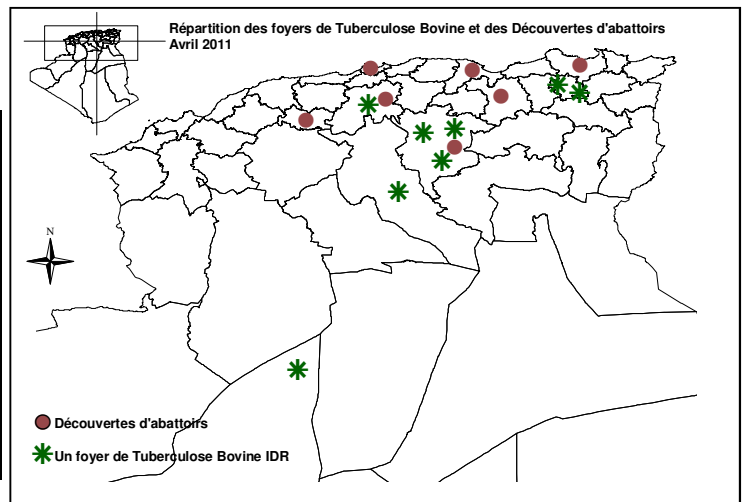 Répartition des foyers de Tuberculose Bovine et des Découvertes d'abattoirs
Avril 2011
N
Découvertes d'abattoirs
Un foyer de Tuberculose Bovine IDR